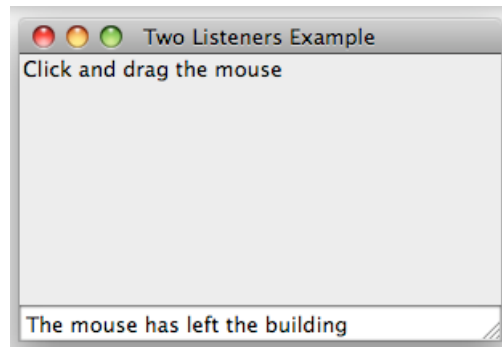 Two Listeners Example
Click and drag the mouse
The mouse has left the building